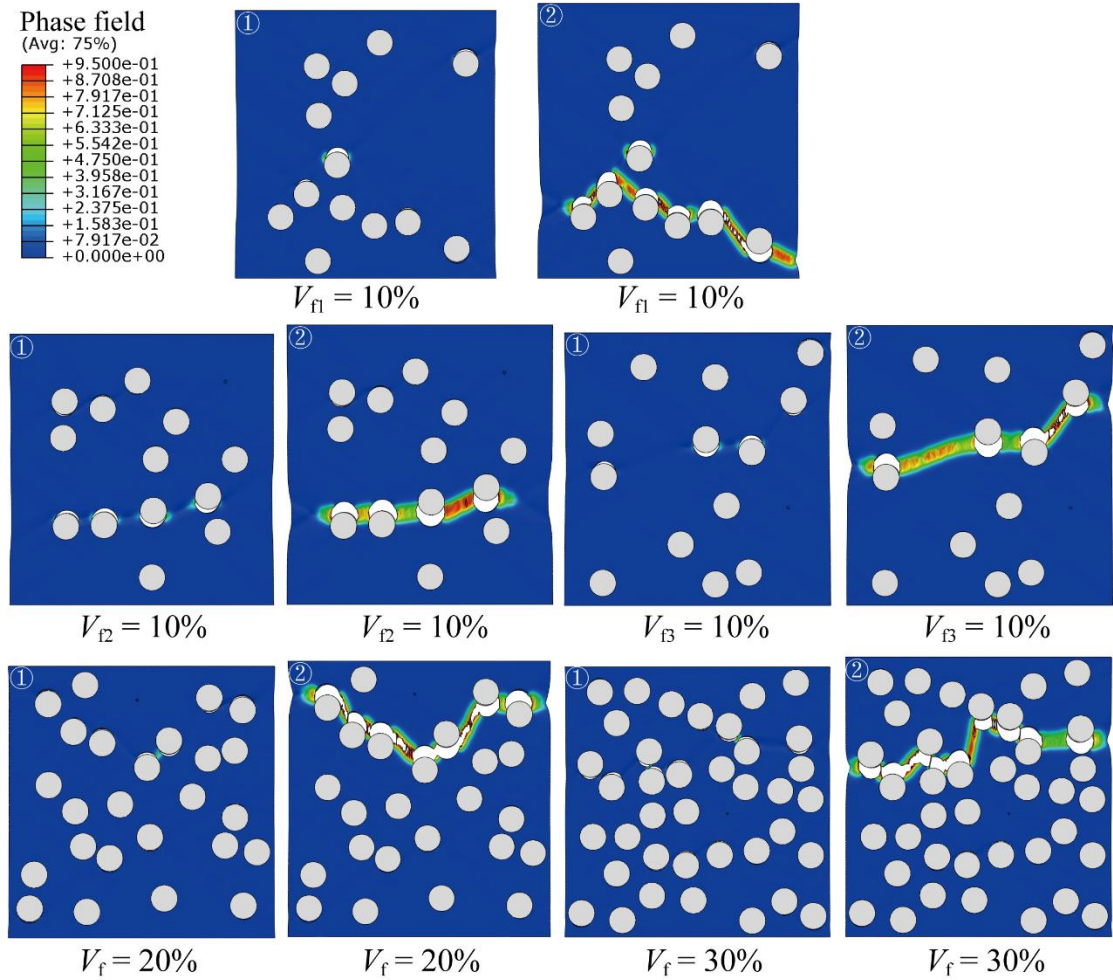 Phase field
(Avg: 75%)
+9.500e-01
+8.708e-01
+7.917e-01
+7.125e-01
+6.333e-01
+5.542e-01
+4.750e-01
+3.958e-01
+3.167e-01
+2.375e-01
+1.583e-01
+7.917e-02
+0.000e+00
① ②
Vf1 = 10% Vf1 = 10%
① ② ① ②
Vf2 = 10% Vf2 = 10% Vf3 = 10% Vf3 = 10%
① ② ① ②
Vf = 20% Vf = 20% Vf = 30% Vf = 30%